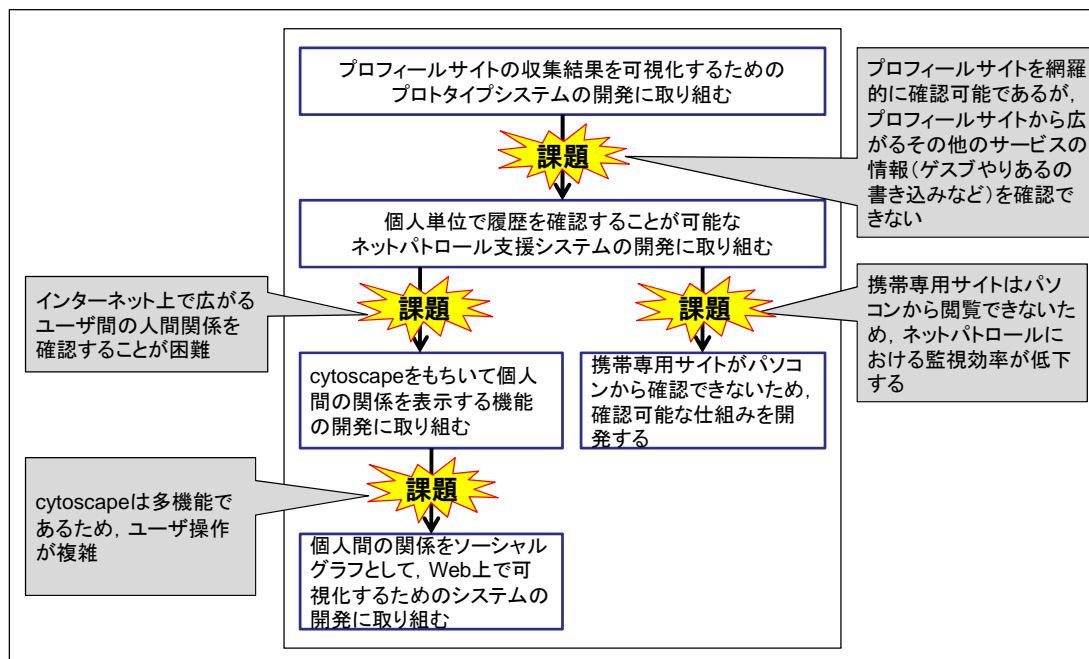 プロフィールサイトの収集結果を可視化するための
プロトタイプシステムの開発に取り組む
課題
プロフィールサイトを網羅
的に確認可能であるが，
プロフィールサイトから広
がるその他のサービスの
情報（ゲスブやりあるの
書き込みなど）を確認で
きない
個人単位で履歴を確認することが可能な
ネットパトロール支援システムの開発に取り組む
インターネット上で広がる
ユーザ間の人間関係を
確認することが困難
課題
課題
携帯専用サイトはパソ
コンから閲覧できないた
め，ネットパトロールに
おける監視効率が低下
する
cytoscapeをもちいて個人
間の関係を表示する機能
の開発に取り組む
携帯専用サイトがパソコ
ンから確認できないため，
確認可能な仕組みを開
発する
課題
cytoscapeは多機能で
あるため，ユーザ操作
が複雑
個人間の関係をソーシャル
グラフとして，Web上で可
視化するためのシステムの
開発に取り組む